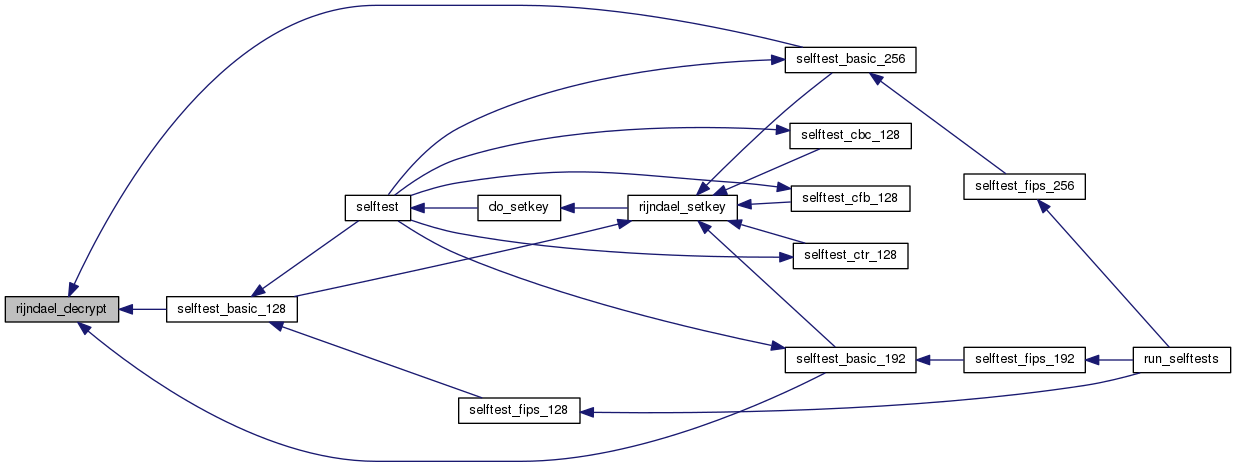 selftest_basic_256
selftest_cbc_128
selftest_fips_256
selftest_cfb_128
selftest
do_setkey
rijndael_setkey
selftest_ctr_128
rijndael_decrypt
selftest_basic_128
selftest_basic_192
selftest_fips_192
run_selftests
selftest_fips_128